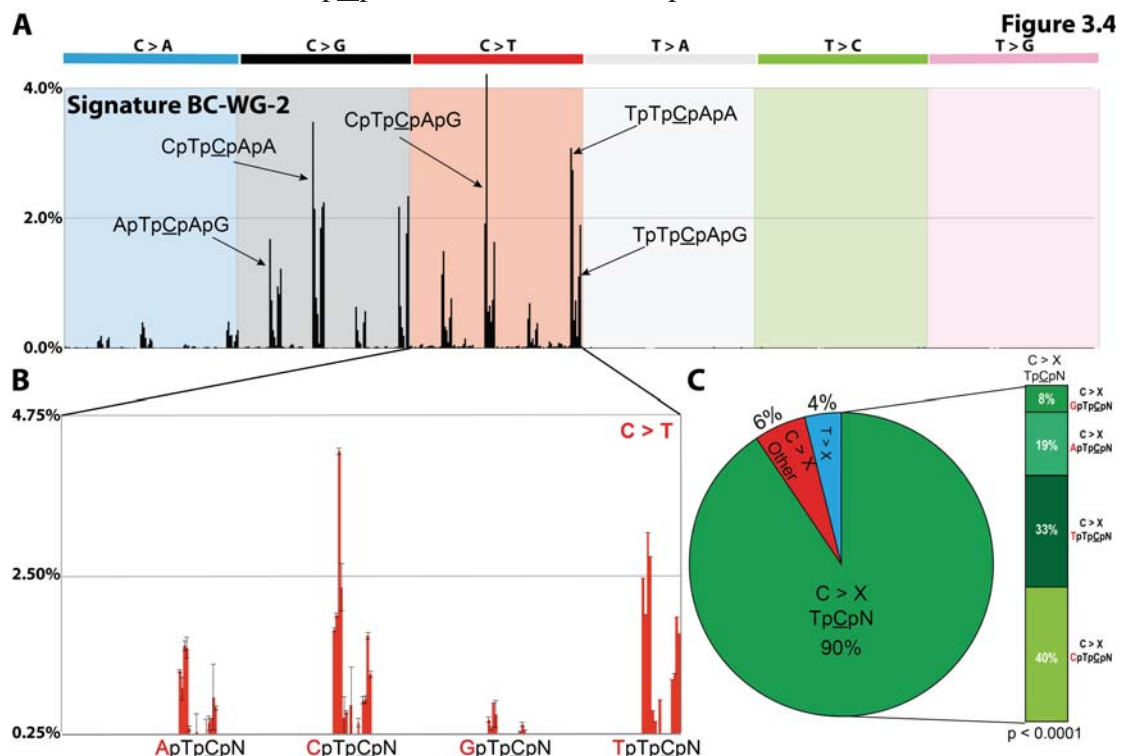 A
Figure 3.4
C > A
C > G
C > T
T > A
T > C
T > G
4.0%
Signature BC-WG-2
CpTpCpApG
TpTpCpApA
CpTpCpApA
ApTpCpApG
2.0%
TpTpCpApG
0.0%
B
4.75%
C > T
2.50%
0.25%
ApTpCpN
CpTpCpN
GpTpCpN
TpTpCpN
C
6%
4%
C > X
Other
T > X
C > X
TpCpN
90%
C > X
TpCpN
8%
C > X
GpTpCpN
19%
C > X
ApTpCpN
33%
C > X
TpTpCpN
40%
C > X
CpTpCpN
p < 0.0001